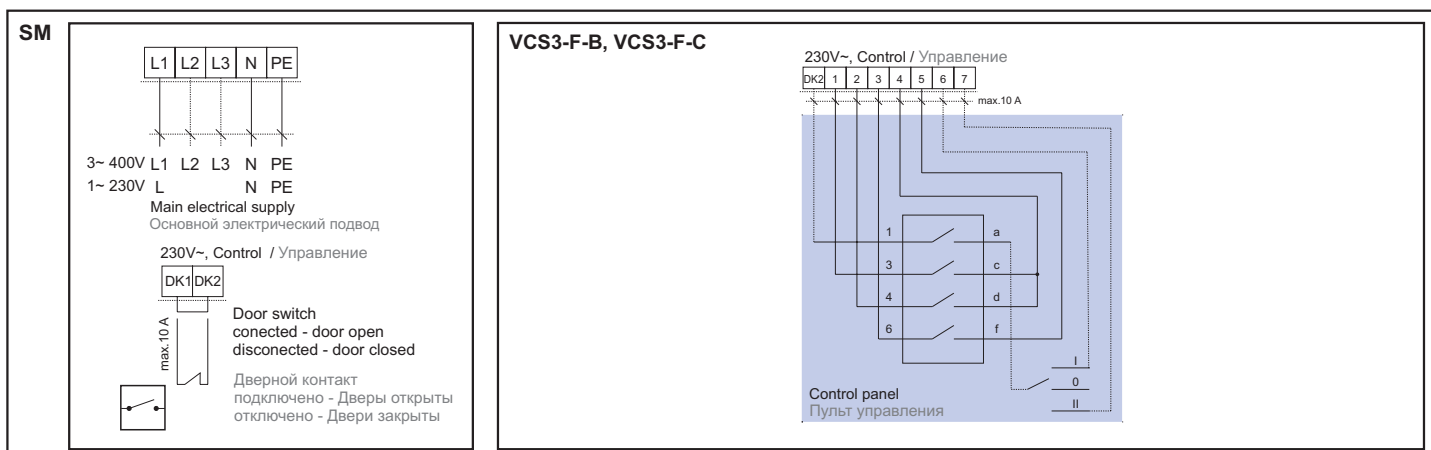 SM
L1 L2 L3 N PE
3~ 400V L1 L2 L3 N PE
1~ 230V L N PE
Main electrical supply
Основной электрический подвод
230V~, Control / Управление
DK1 DK2
max.10 A
Door switch
conected - door open
disconected - door closed
Дверной контакт
подключено - Дверы открыты
отключено - Двери закрыты
VCS3-F-B, VCS3-F-C
230V~, Control / Управление
DK2 1 2 3 4 5 6 7
max.10 A
1 a
3 c
4 d
6 f
I
0
II
Control panel
Пульт управления